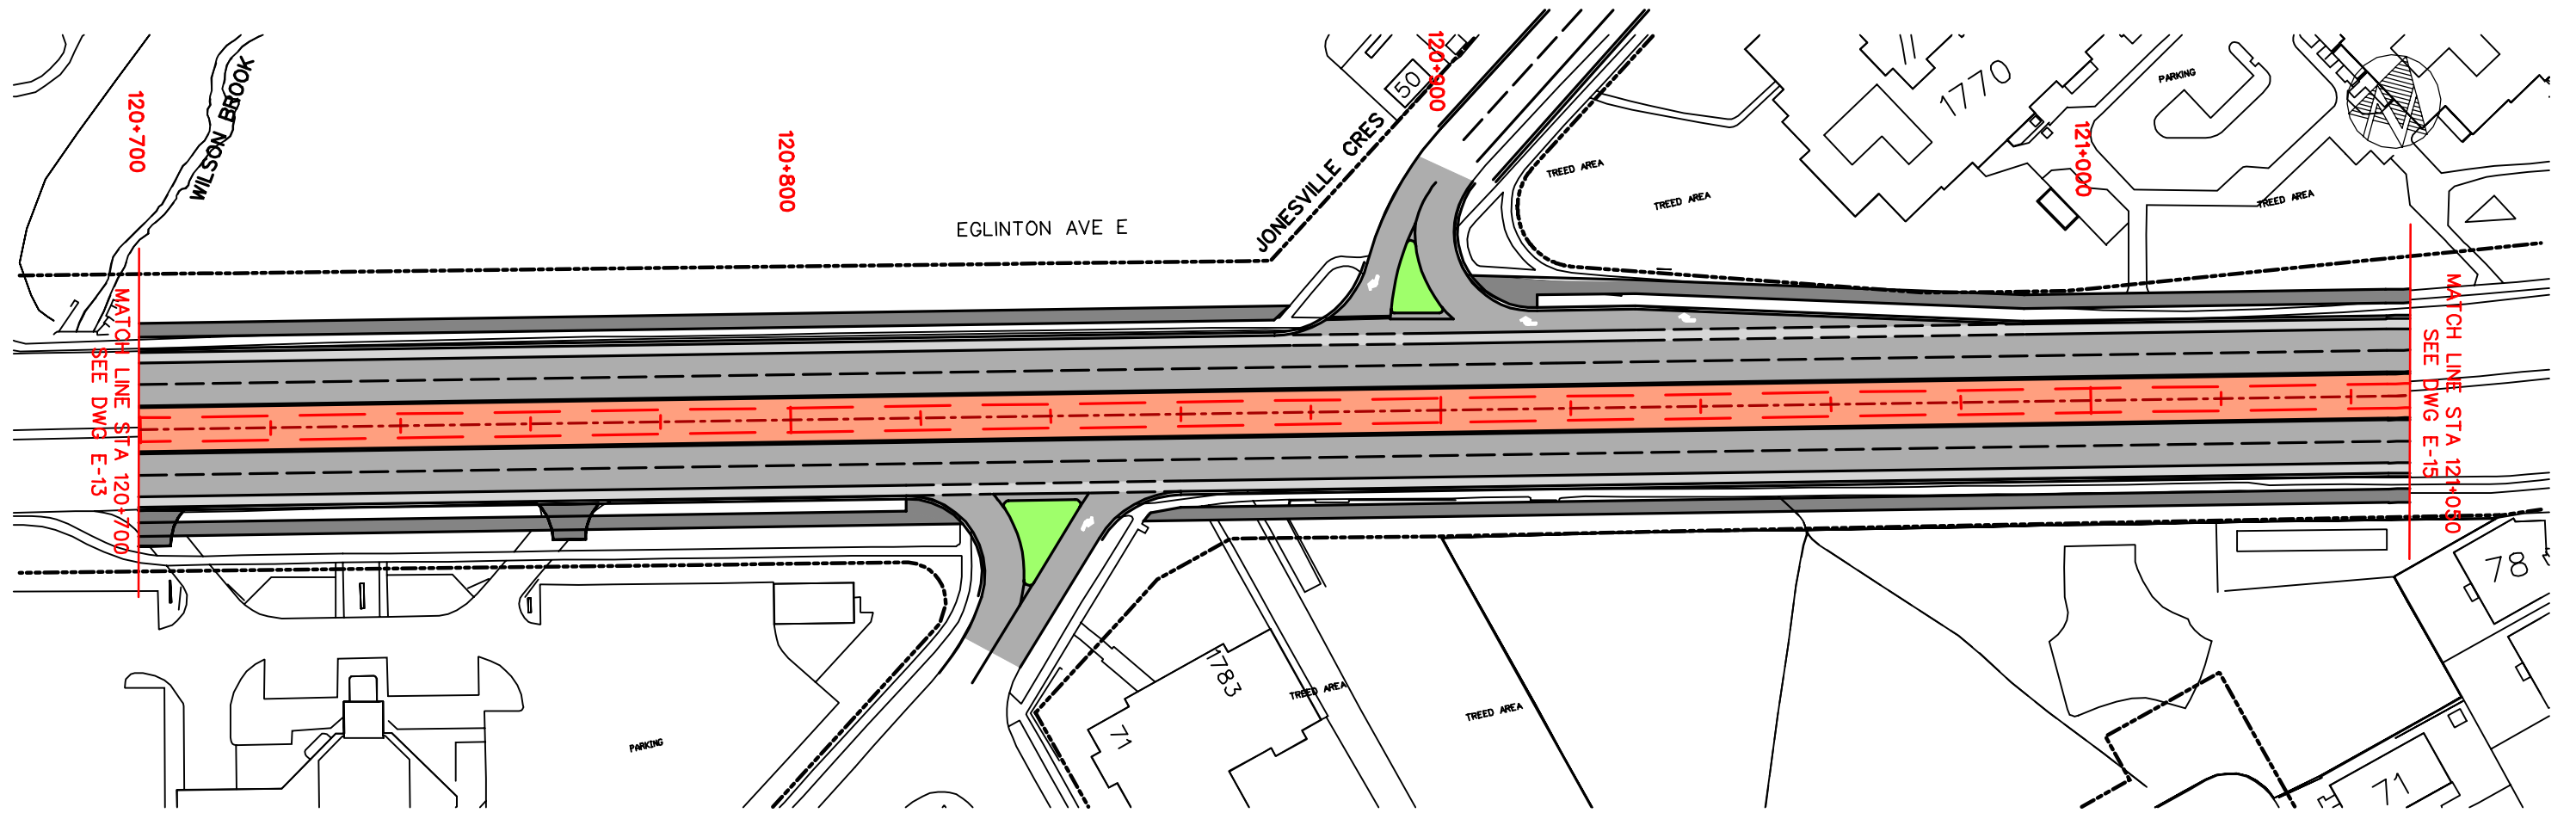 120+700
WILSON BROOK
120+800
EGLINTON AVE E
JONESVILLE CRES
50
120+900
TREED AREA
TREED AREA
1770
121+000
PARKING
TREED AREA
MATCH LINE STA 120+700
SEE DWG E-13
MATCH LINE STA 121+050
SEE DWG E-15
PARKING
1783
71
TREED AREA
TREED AREA
78
71